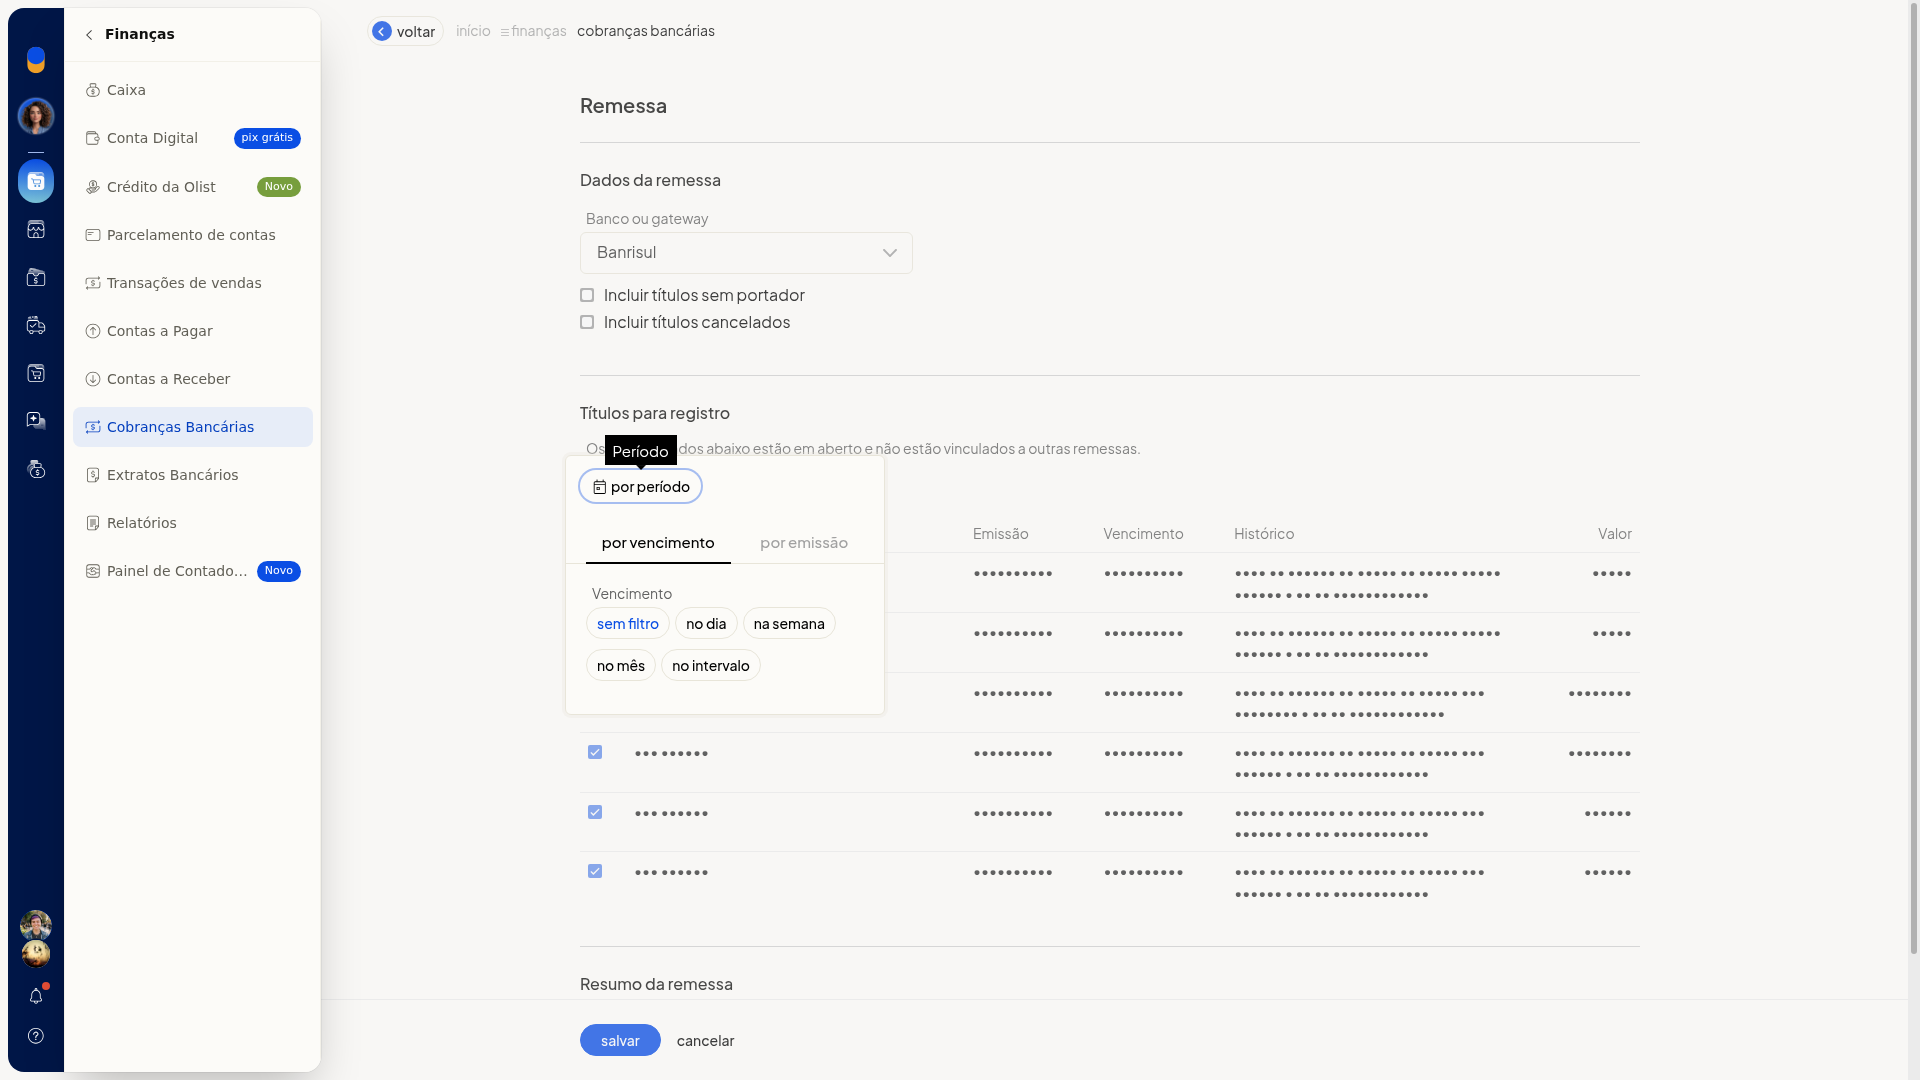 Finanças
Caixa
Conta Digital pix grátis
Crédito da Olist Novo
Parcelamento de contas
Transações de vendas
Contas a Pagar
Contas a Receber
Cobranças Bancárias
Extratos Bancários
Relatórios
Painel de Contado... Novo
voltar início finanças cobranças bancárias
Remessa
Dados da remessa
Banco ou gateway
Banrisul
Incluir títulos sem portador
Incluir títulos cancelados
Títulos para registro
Os dos abaixo estão em aberto e não estão vinculados a outras remessas.
Período
por período
por vencimento por emissão
Vencimento
sem filtro no dia na semana
no mês no intervalo
Emissão Vencimento Histórico Valor
Resumo da remessa
salvar cancelar